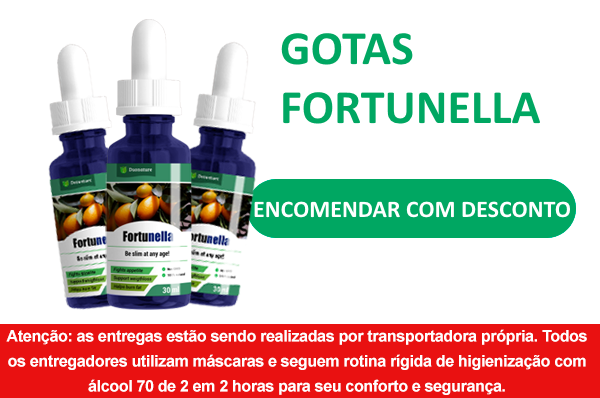 GOTAS
FORTUNELLA
ENCOMENDAR COM DESCONTO
Fortunella
Be slim at any age!
30 ml
Atenção: as entregas estão sendo realizadas por transportadora própria. Todos
os entregadores utilizam máscaras e seguem rotina rígida de higienização com
álcool 70 de 2 em 2 horas para seu conforto e segurança.